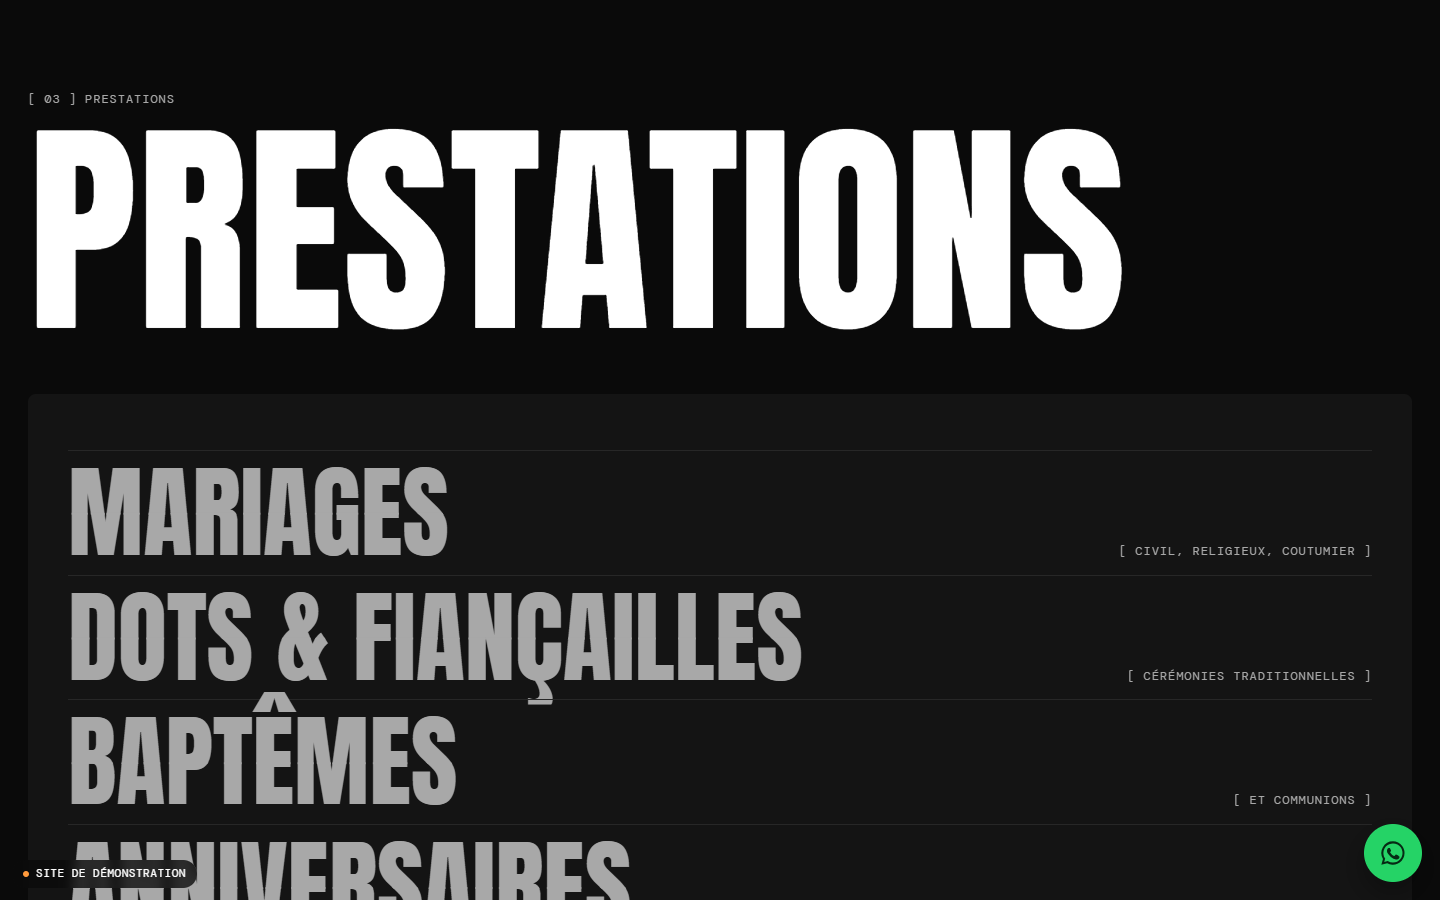 [ 03 ] PRESTATIONS
PRESTATIONS
MARIAGES
[ CIVIL, RELIGIEUX, COUTUMIER ]
DOTS & FIANÇAILLES
[ CÉRÉMONIES TRADITIONNELLES ]
BAPTÊMES
[ ET COMMUNIONS ]
ANNIVERSAIRES
SITE DE DÉMONSTRATION